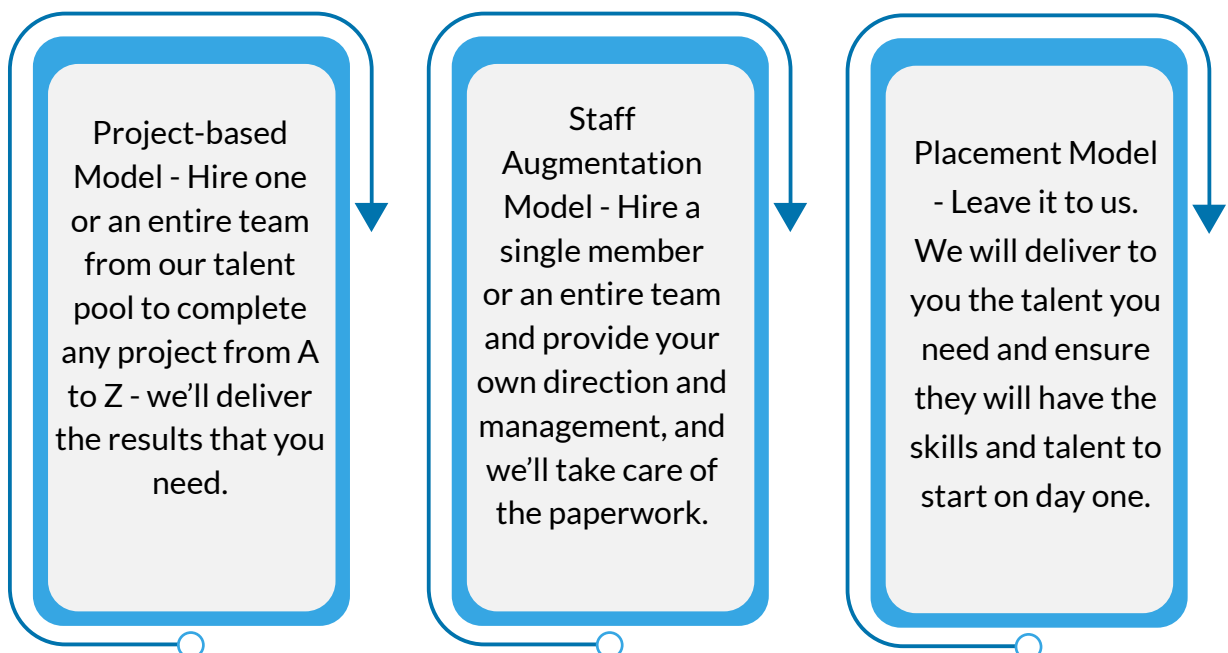 Project-based
Model - Hire one
or an entire team
from our talent
pool to complete
any project from A
to Z - we’ll deliver
the results that you
need.
Staff
Augmentation
Model - Hire a
single member
or an entire team
and provide your
own direction and
management, and
we’ll take care of
the paperwork.
Placement Model
- Leave it to us.
We will deliver to
you the talent you
need and ensure
they will have the
skills and talent to
start on day one.